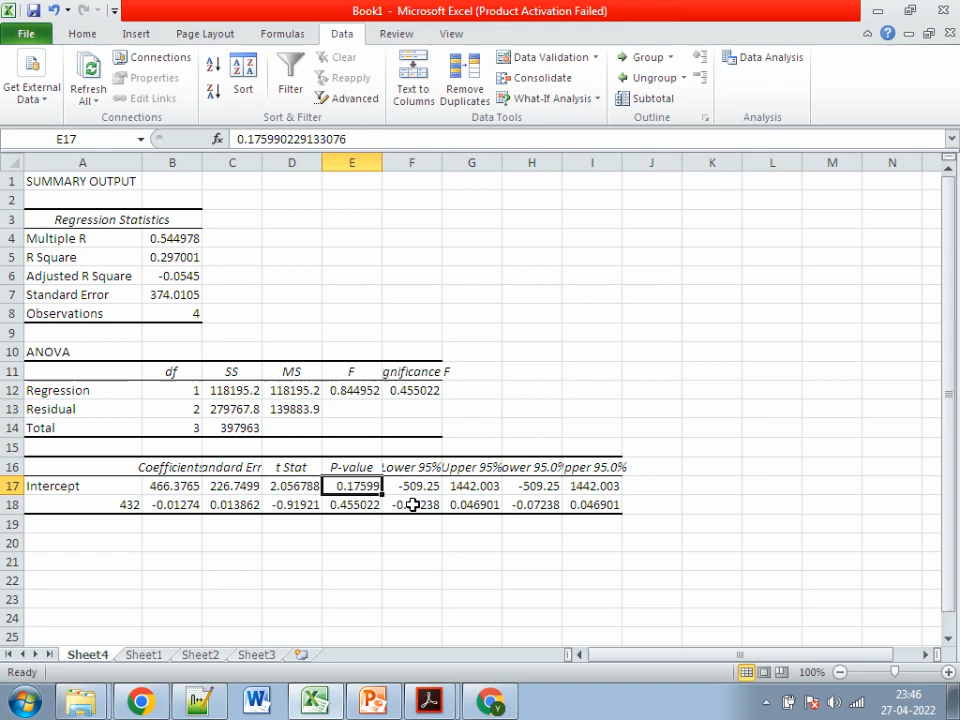 Book1 - Microsoft Excel (Product Activation Failed)
File Home Insert Page Layout Formulas Data Review View
Get External Data
Refresh All
Connections
Properties
Edit Links
Connections
Sort
Filter
Clear
Reapply
Advanced
Sort & Filter
Text to Columns
Remove Duplicates
Data Validation
Consolidate
What-If Analysis
Data Tools
Group
Ungroup
Subtotal
Outline
Data Analysis
Analysis
E17 fx 0.175990229133076
A B C D E F G H I J K L M N
1 SUMMARY OUTPUT
2
3 Regression Statistics
4 Multiple R 0.544978
5 R Square 0.297001
6 Adjusted R Square -0.0545
7 Standard Error 374.0105
8 Observations 4
9
10 ANOVA
11 df SS MS F gnificance F
12 Regression 1 118195.2 118195.2 0.844952 0.455022
13 Residual 2 279767.8 139883.9
14 Total 3 397963
15
16 Coefficients andard Err t Stat P-value Lower 95% Upper 95% ower 95.0% pper 95.0%
17 Intercept 466.3765 226.7499 2.056788 0.17599 -509.25 1442.003 -509.25 1442.003
18 432 -0.01274 0.013862 -0.91921 0.455022 0.046901 -0.07238 0.046901
19
20
21
22
23
24
25
Sheet4 Sheet1 Sheet2 Sheet3
Ready 100%
23:46
27-04-2022